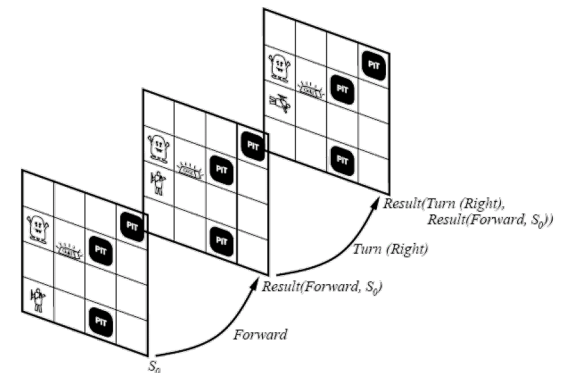 PIT
PIT
PIT
PIT
PIT
PIT
PIT
PIT
PIT
Result(Turn (Right),
Result(Forward, S0))
Turn (Right)
Result(Forward, S0)
Forward
S0